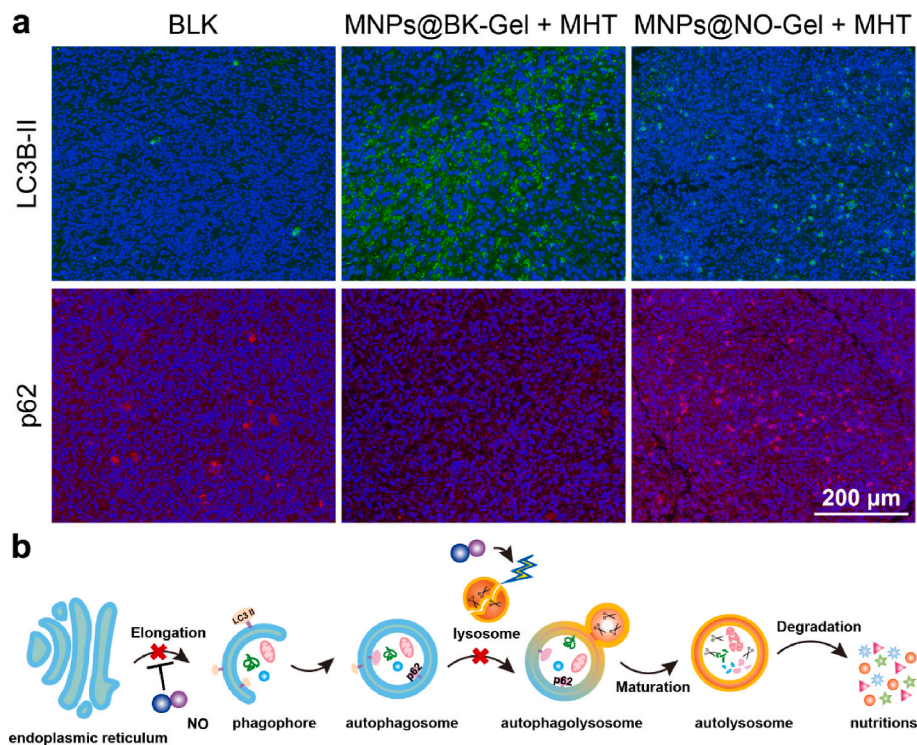 a
BLK
MNPs@BK-Gel + MHT
MNPs@NO-Gel + MHT
LC3B-II
p62
200 μm
b
Elongation
LC3 II
NO
endoplasmic reticulum
phagophore
p62
autophagosome
lysosome
p62
autophagolysosome
Maturation
autolysosome
Degradation
nutritions